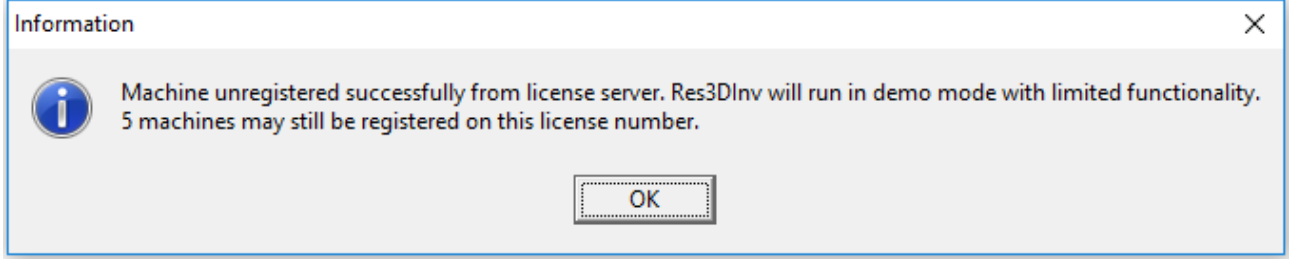 Information
Machine unregistered successfully from license server. Res3DInv will run in demo mode with limited functionality.
5 machines may still be registered on this license number.
OK